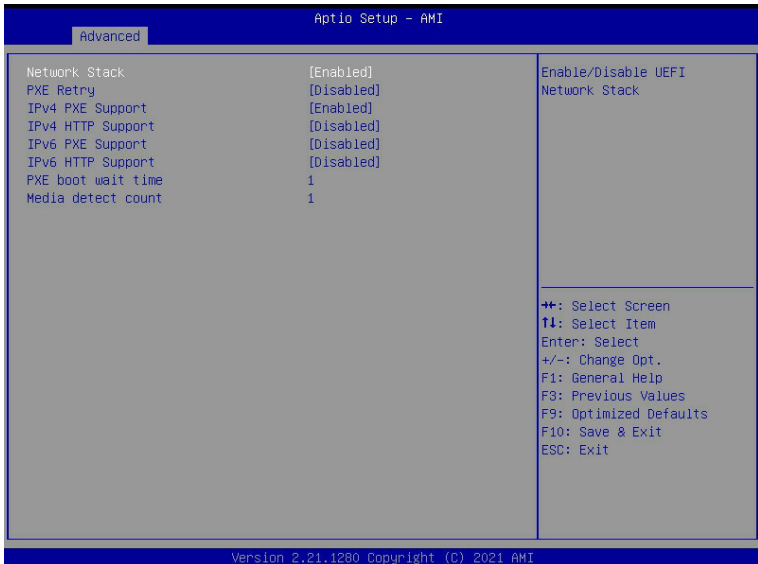 Aptio Setup – AMI
Advanced
Network Stack [Enabled]
PXE Retry [Disabled]
IPv4 PXE Support [Enabled]
IPv4 HTTP Support [Disabled]
IPv6 PXE Support [Disabled]
IPv6 HTTP Support [Disabled]
PXE boot wait time 1
Media detect count 1
Enable/Disable UEFI
Network Stack
→←: Select Screen
↑↓: Select Item
Enter: Select
+/-: Change Opt.
F1: General Help
F3: Previous Values
F9: Optimized Defaults
F10: Save & Exit
ESC: Exit
Version 2.21.1280 Copyright (C) 2021 AMI